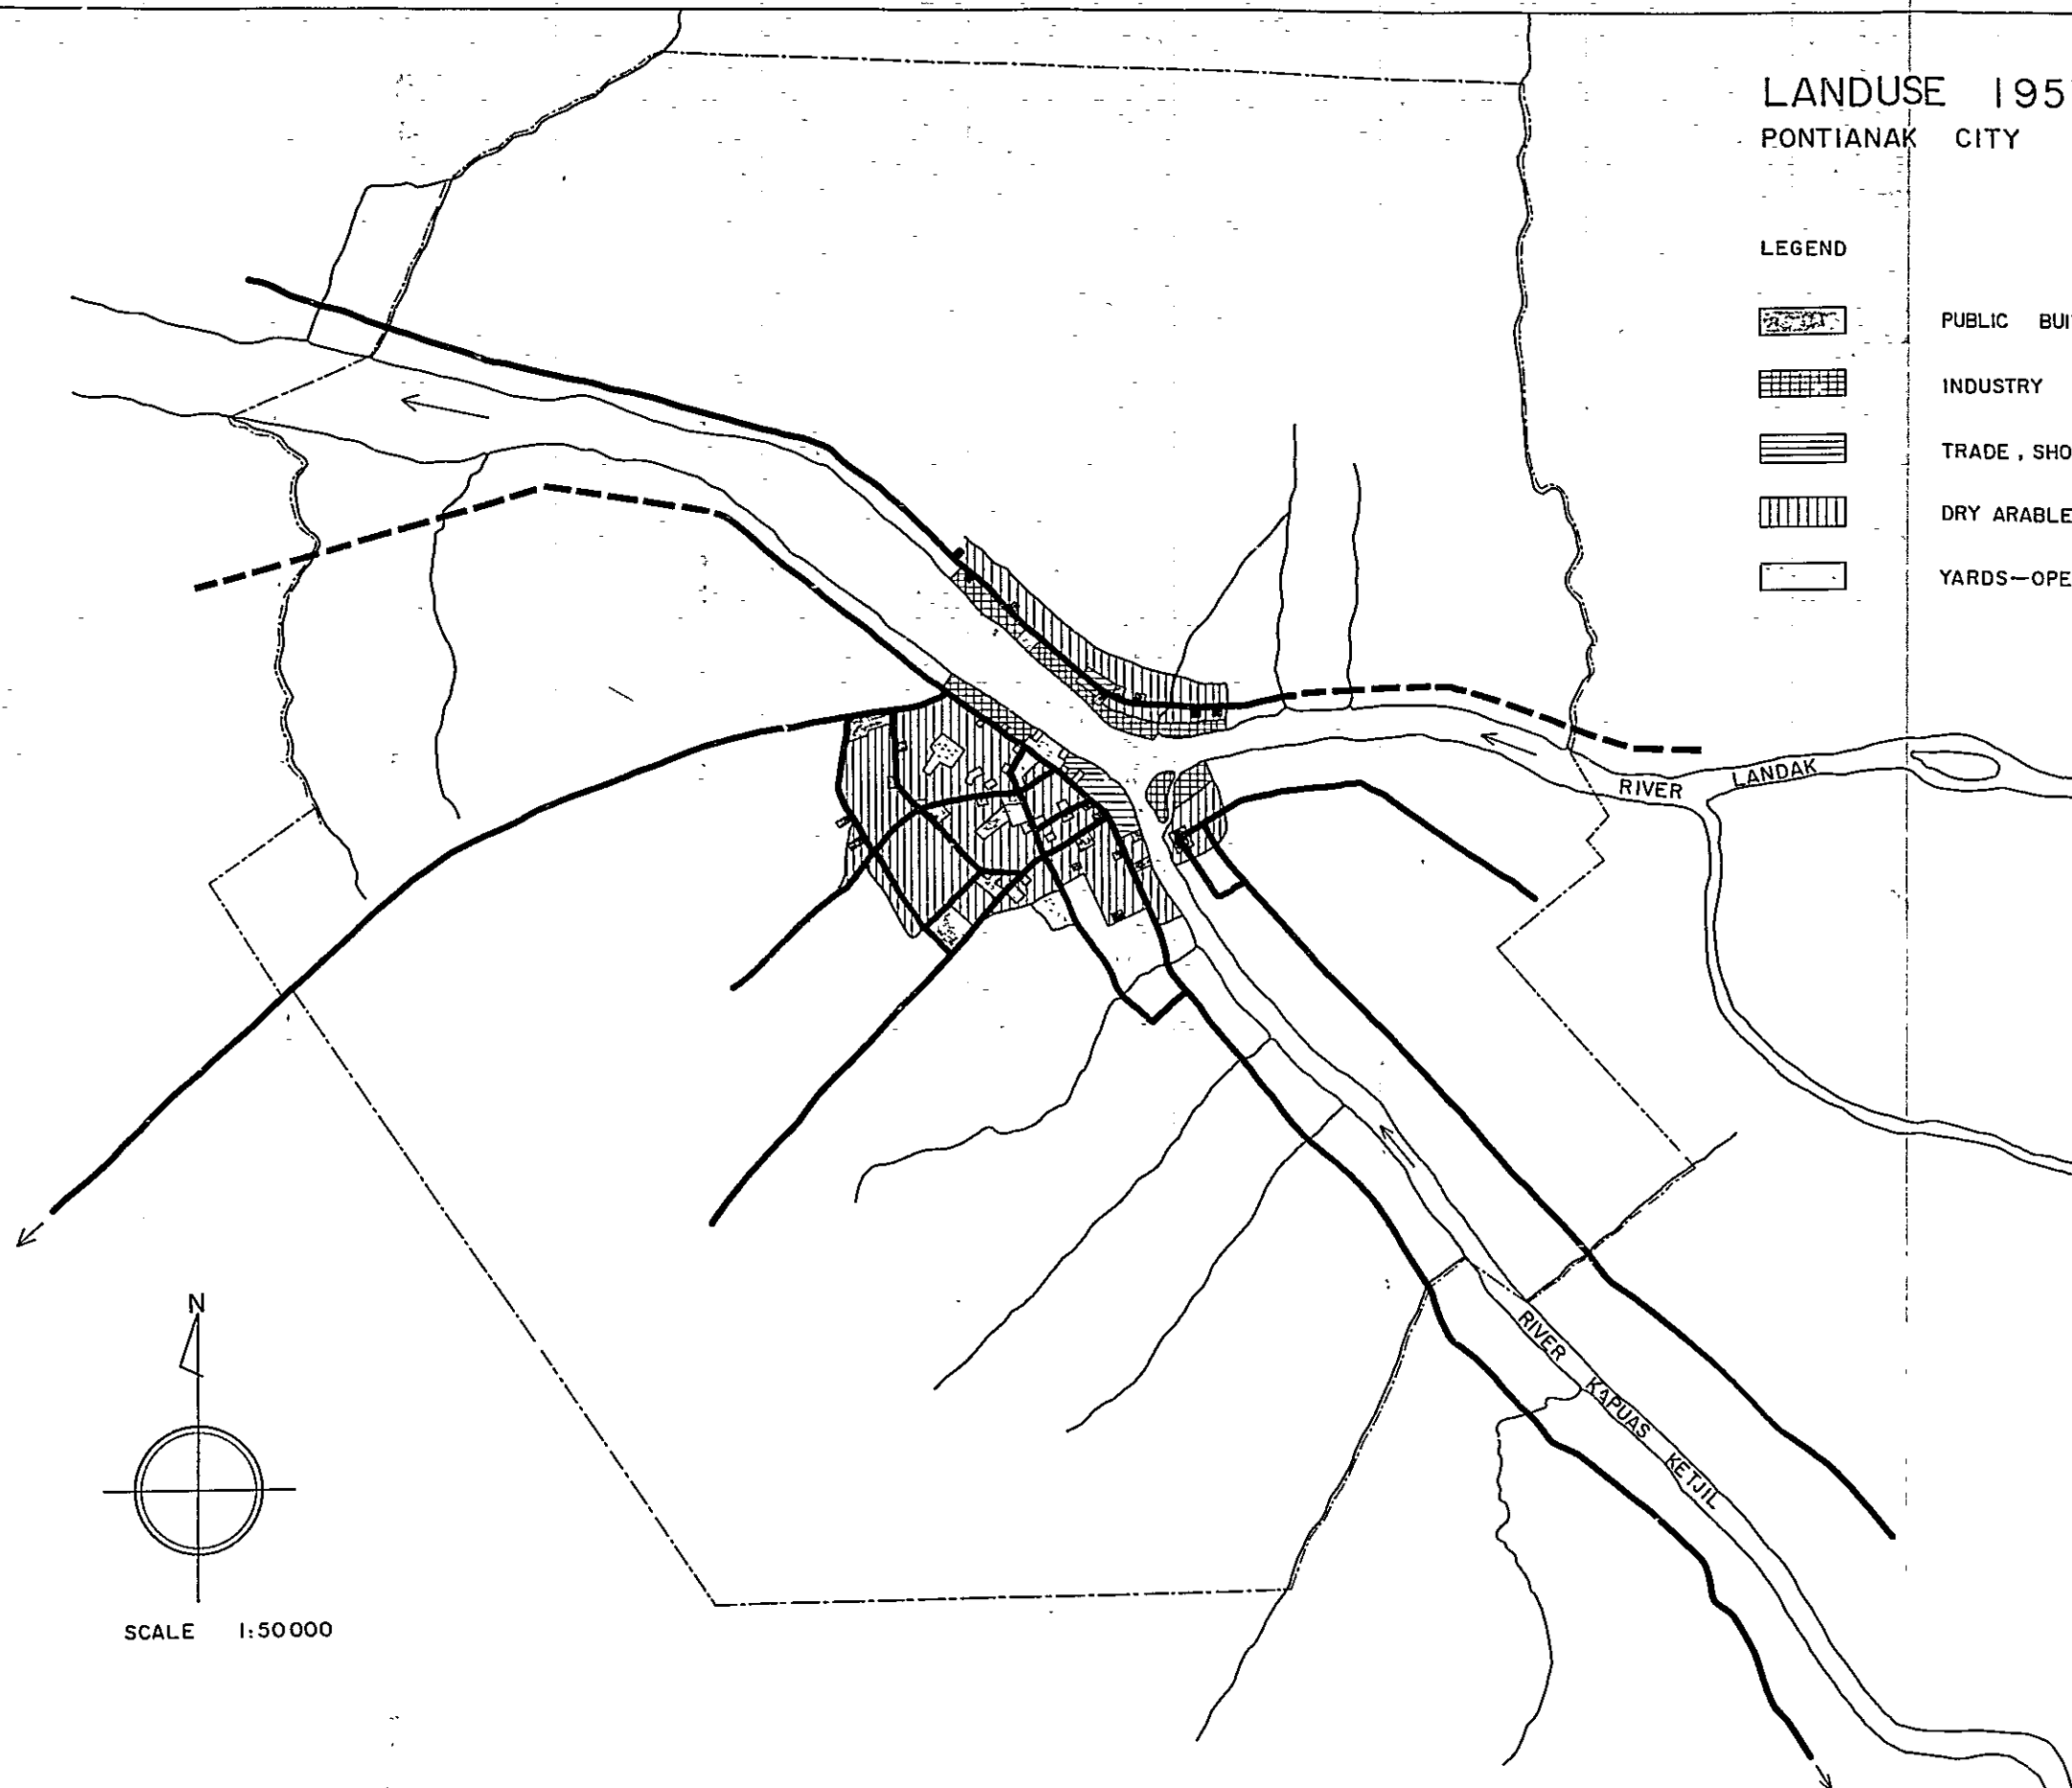 LANDUSE 195
PONTIANAK CITY
LEGEND
PUBLIC BUI
INDUSTRY
TRADE, SHO
DRY ARABLE
YARDS-OPE
RIVER LANDAK
RIVER KAPUAS KETJIL
N
SCALE 1:50000